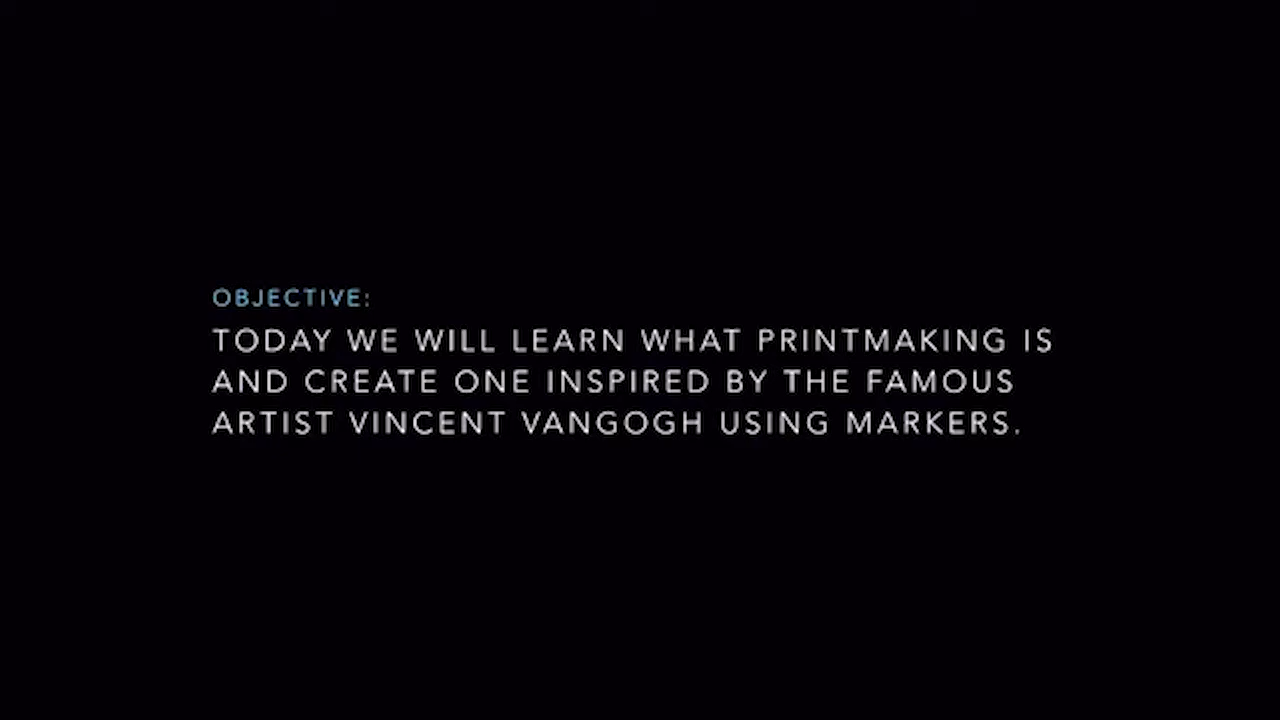 OBJECTIVE:
TODAY WE WILL LEARN WHAT PRINTMAKING IS
AND CREATE ONE INSPIRED BY THE FAMOUS
ARTIST VINCENT VANGOGH USING MARKERS.